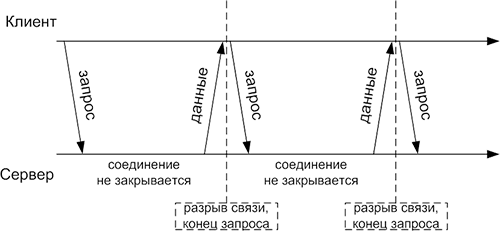 Клиент
запрос
данные
запрос
данные
запрос
соединение
не закрывается
соединение
не закрывается
Сервер
разрыв связи,
конец запроса
разрыв связи,
конец запроса